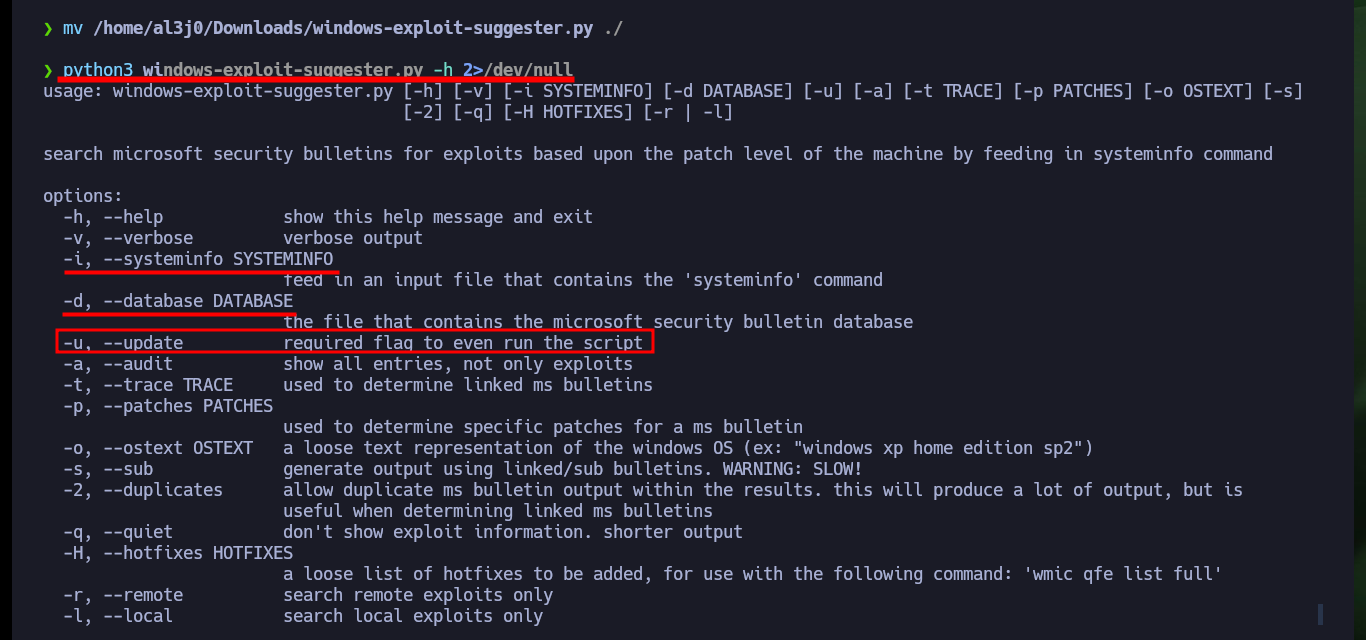 ❯ mv /home/al3j0/Downloads/windows-exploit-suggester.py ./
❯ python3 windows-exploit-suggester.py -h 2>/dev/null
usage: windows-exploit-suggester.py [-h] [-v] [-i SYSTEMINFO] [-d DATABASE] [-u] [-a] [-t TRACE] [-p PATCHES] [-o OSTEXT] [-s]
[-2] [-q] [-H HOTFIXES] [-r | -l]
search microsoft security bulletins for exploits based upon the patch level of the machine by feeding in systeminfo command
options:
-h, --help show this help message and exit
-v, --verbose verbose output
-i, --systeminfo SYSTEMINFO
feed in an input file that contains the 'systeminfo' command
-d, --database DATABASE
the file that contains the microsoft security bulletin database
-u, --update required flag to even run the script
-a, --audit show all entries, not only exploits
-t, --trace TRACE used to determine linked ms bulletins
-p, --patches PATCHES
used to determine specific patches for a ms bulletin
-o, --ostext OSTEXT a loose text representation of the windows OS (ex: "windows xp home edition sp2")
-s, --sub generate output using linked/sub bulletins. WARNING: SLOW!
-2, --duplicates allow duplicate ms bulletin output within the results. this will produce a lot of output, but is
useful when determining linked ms bulletins
-q, --quiet don't show exploit information. shorter output
-H, --hotfixes HOTFIXES
a loose list of hotfixes to be added, for use with the following command: 'wmic qfe list full'
-r, --remote search remote exploits only
-l, --local search local exploits only